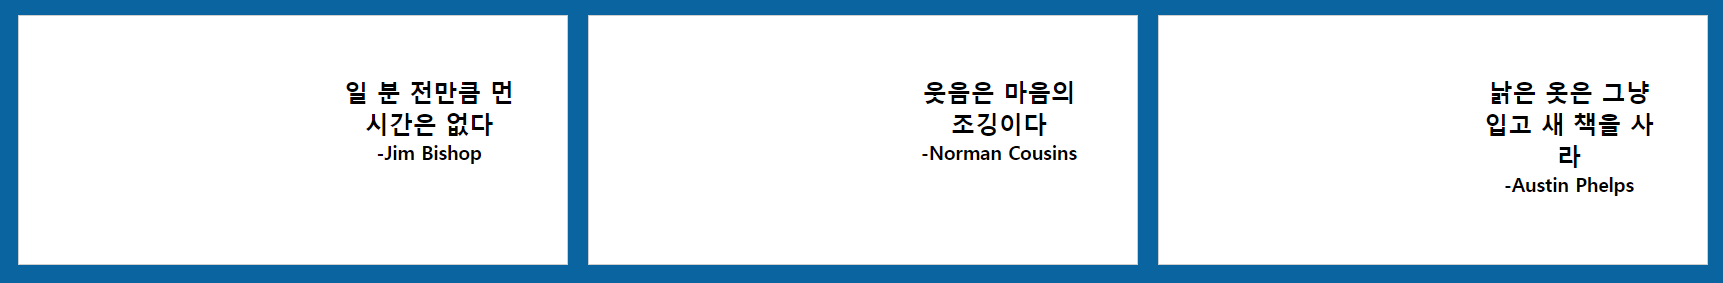 일 분 전만큼 먼
시간은 없다
-Jim Bishop
웃음은 마음의
조깅이다
-Norman Cousins
낡은 옷은 그냥
입고 새 책을 사
라
-Austin Phelps